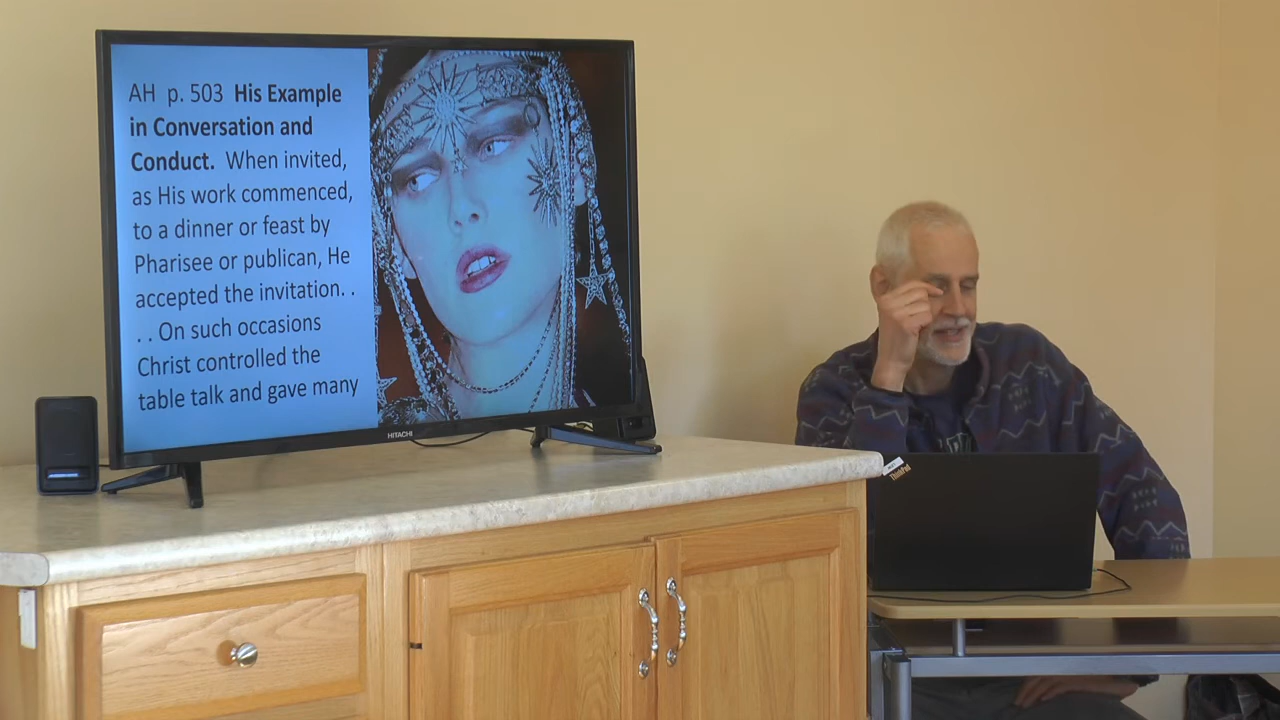 AH p. 503 His Example
in Conversation and
Conduct. When invited,
as His work commenced,
to a dinner or feast by
Pharisee or publican, He
accepted the invitation. .
. . On such occasions
Christ controlled the
table talk and gave many
HITACHI
ThinkPad